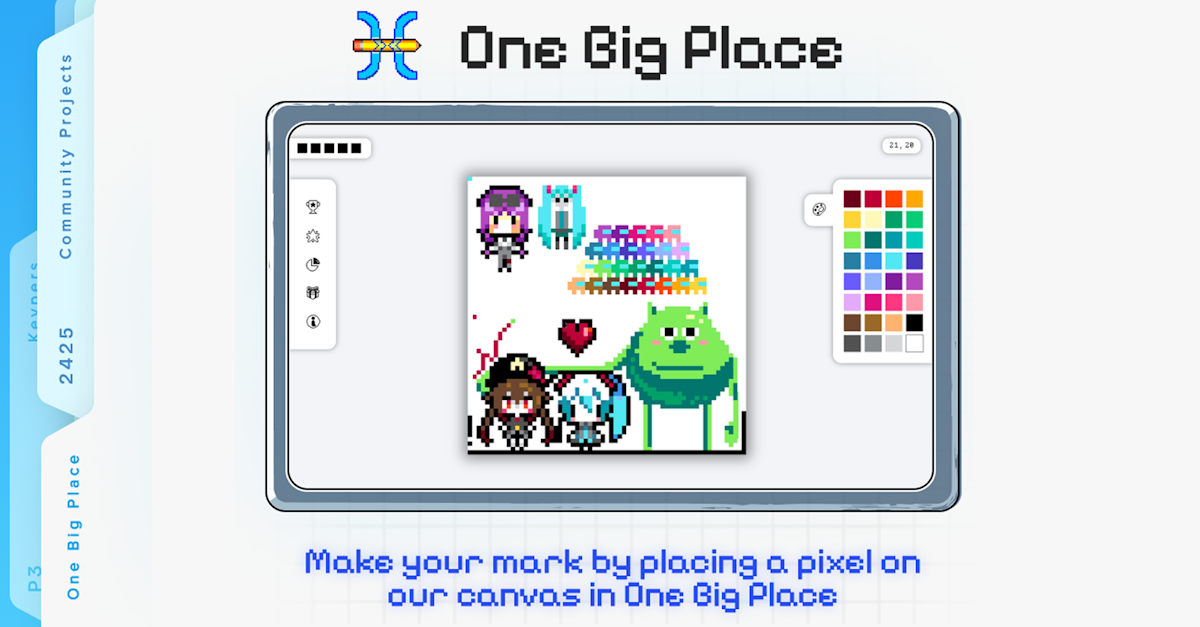 One Big Place
Community Projects
2425
Keypers
P3
One Big Place
21, 20
Make your mark by placing a pixel on
our canvas in One Big Place